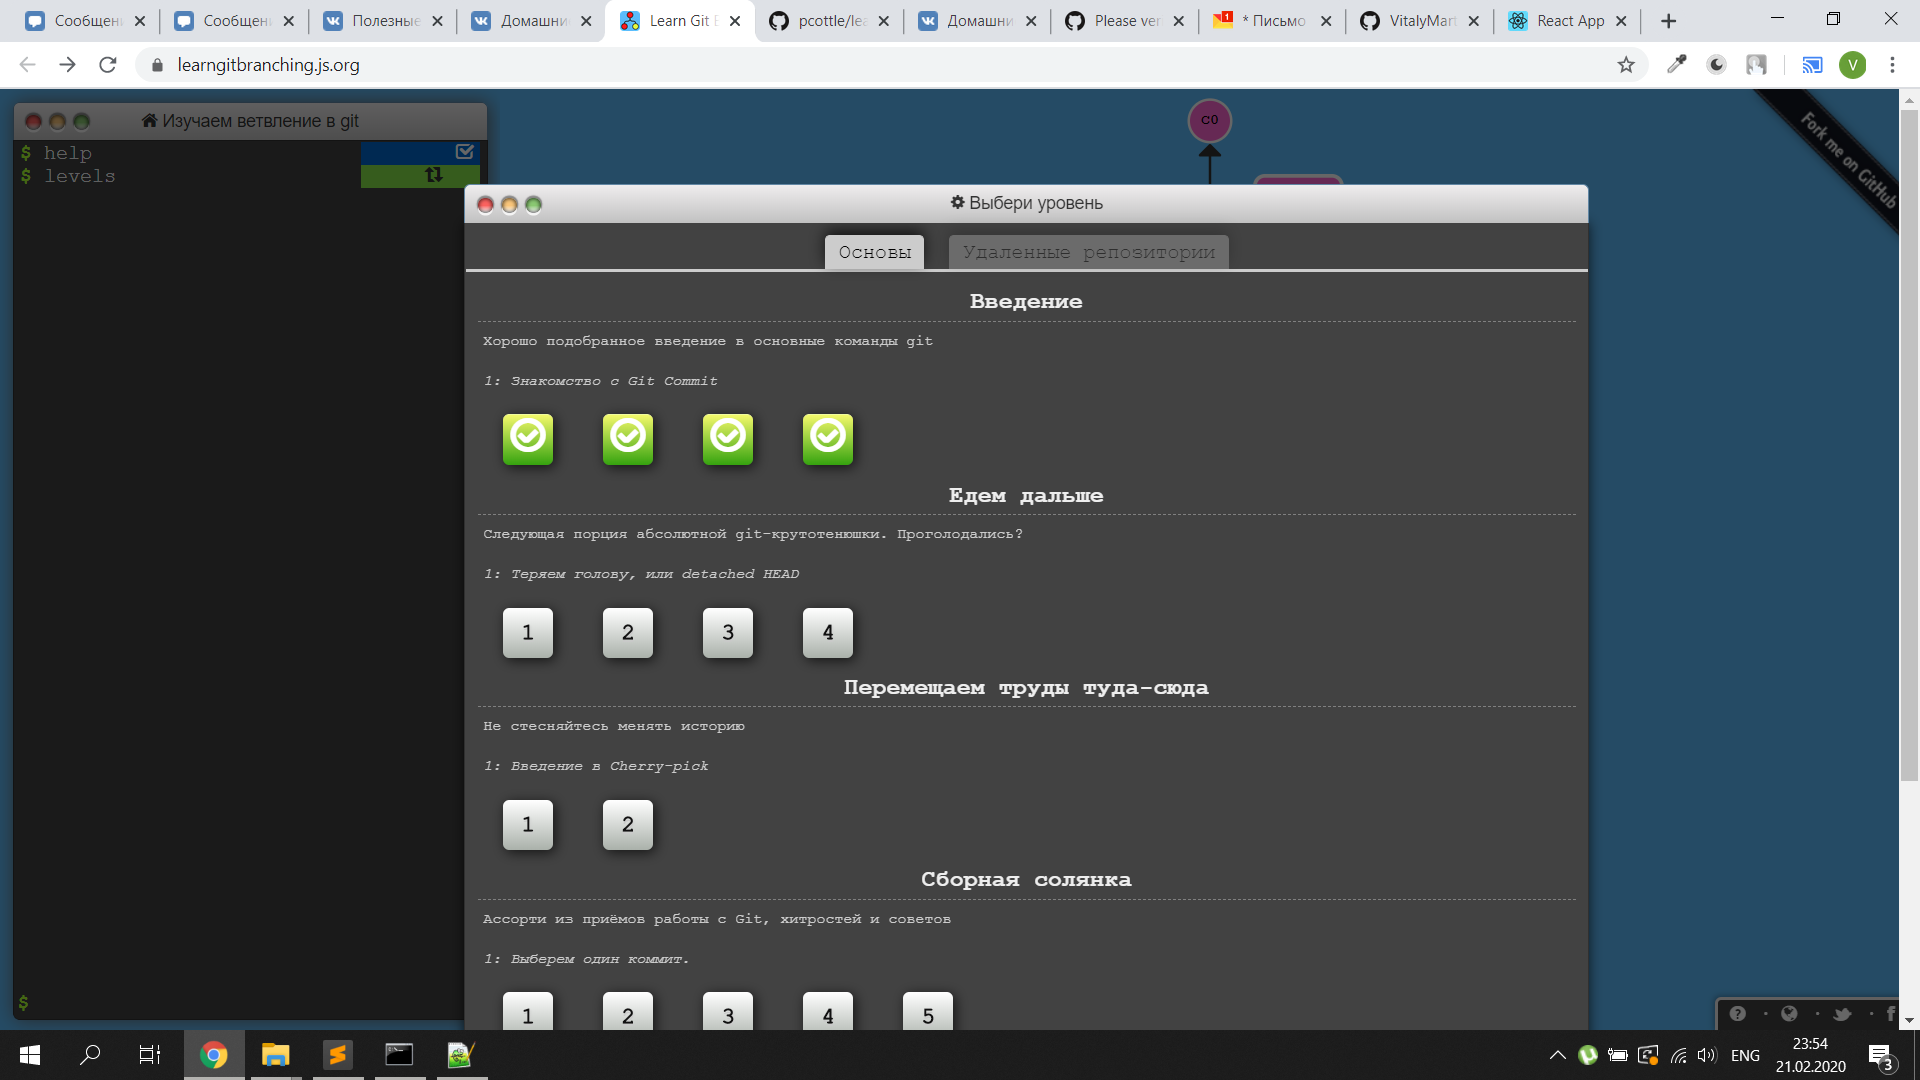 Сообщени
Сообщени
Полезные
Домашни
Learn Git B
pcottle/lea
Домашни
Please ver
* Письмо
VitalyMart
React App
learngitbranching.js.org
V
Изучаем ветвление в git
$ help
$ levels
$
C0
Fork me on GitHub
Выбери уровень
Основы
Удаленные репозитории
Введение
Хорошо подобранное введение в основные команды git
1: Знакомство с Git Commit
Едем дальше
Следующая порция абсолютной git-крутотенюшки. Проголодались?
1: Теряем голову, или detached HEAD
1 2 3 4
Перемещаем труды туда-сюда
Не стесняйтесь менять историю
1: Введение в Cherry-pick
1 2
Сборная солянка
Ассорти из приёмов работы с Git, хитростей и советов
1: Выберем один коммит.
1 2 3 4 5
ENG
23:54
21.02.2020
3